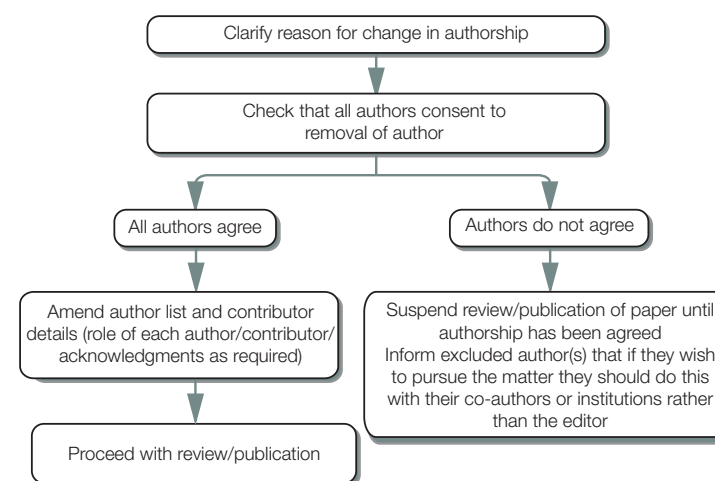 Clarify reason for change in authorship
Check that all authors consent to
removal of author
All authors agree
Authors do not agree
Amend author list and contributor
details (role of each author/contributor/
acknowledgments as required)
Suspend review/publication of paper until
authorship has been agreed
Inform excluded author(s) that if they wish
to pursue the matter they should do this
with their co-authors or institutions rather
than the editor
Proceed with review/publication